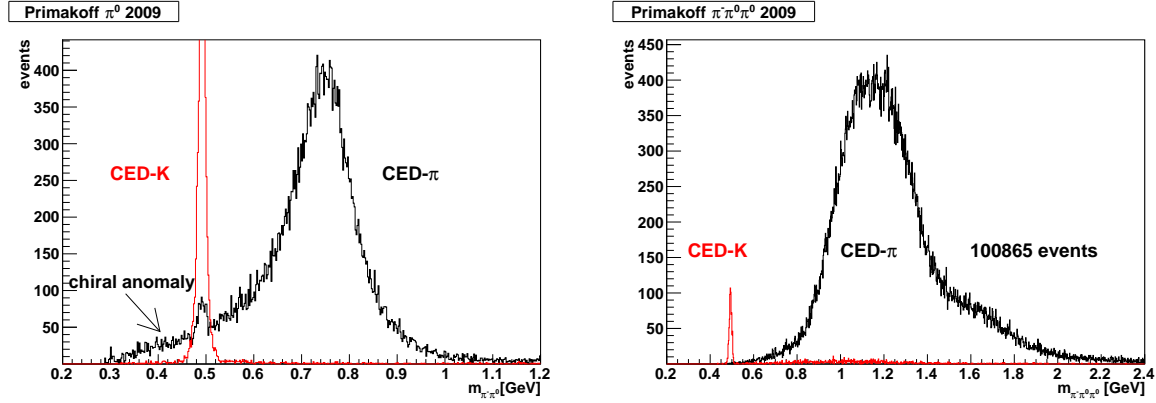 Primakoff π⁰ 2009
events
400
350
300
250
200
150
100
50
0
CED-K
CED-π
chiral anomaly
0.2 0.3 0.4 0.5 0.6 0.7 0.8 0.9 1 1.1 1.2
m π⁻π⁰ [GeV]
Primakoff π⁻π⁰π⁰ 2009
events
450
400
350
300
250
200
150
100
50
0
CED-K
CED-π
100865 events
0.2 0.4 0.6 0.8 1 1.2 1.4 1.6 1.8 2 2.2 2.4
m π⁻π⁰π⁰ [GeV]